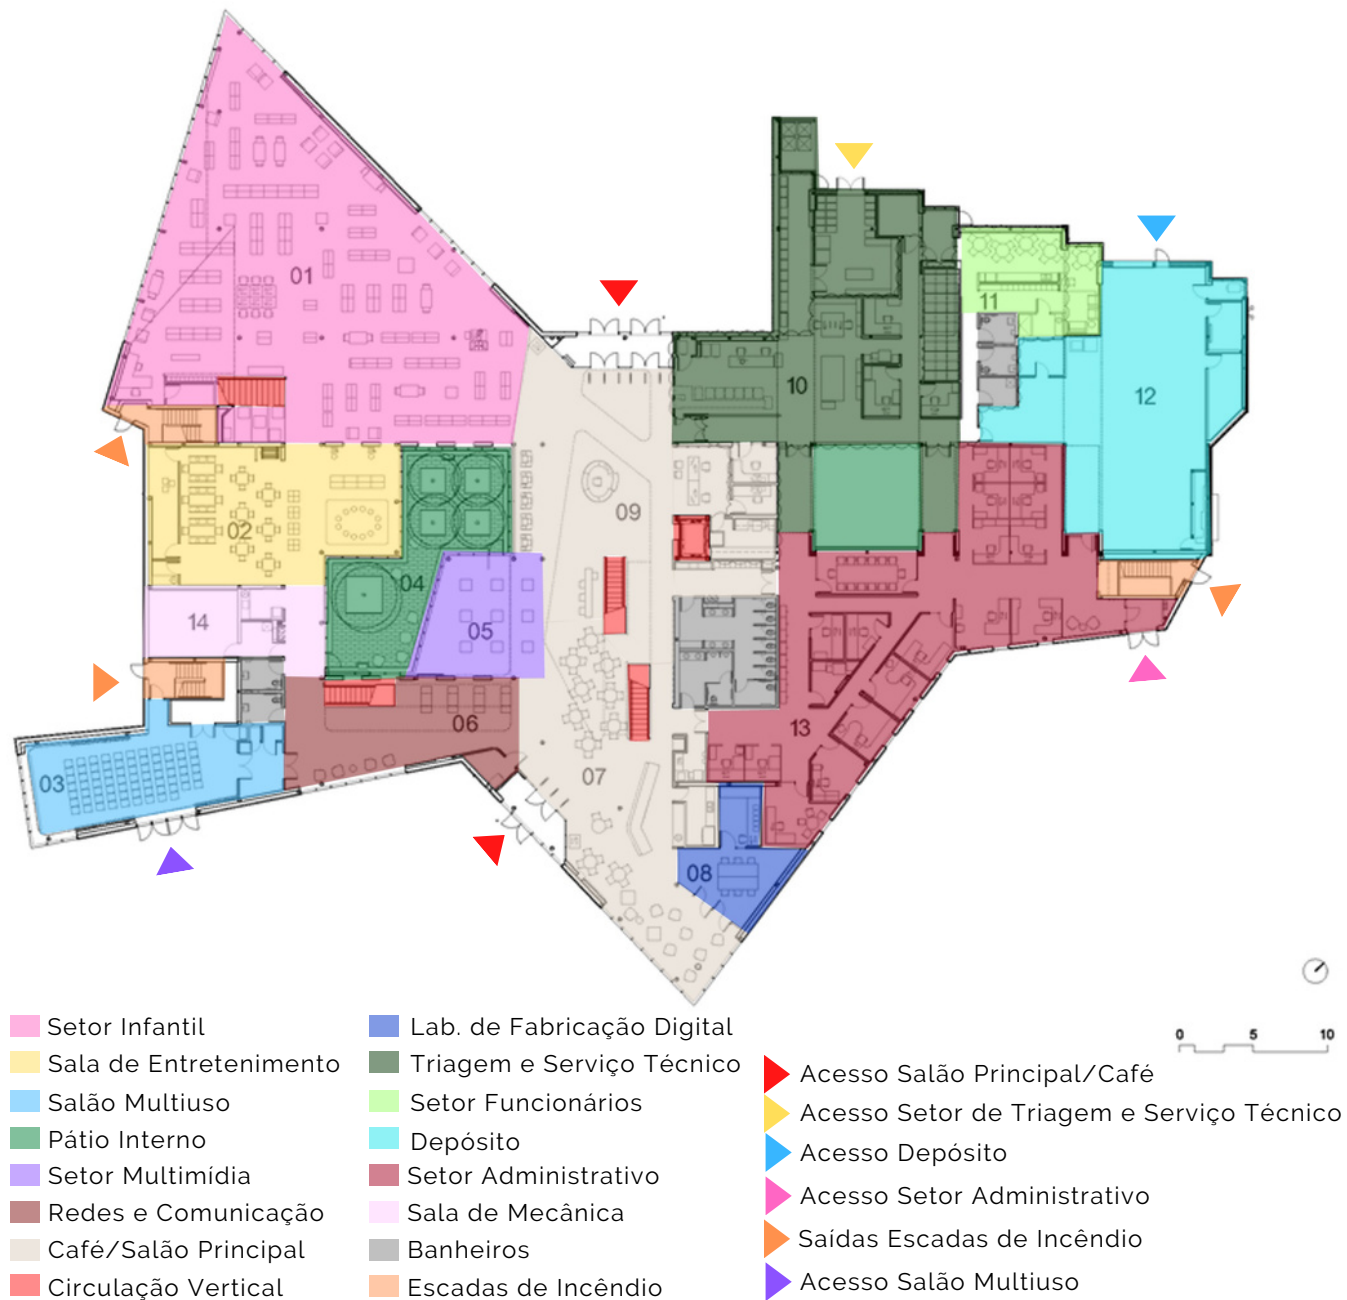 01
10
11
12
02
09
04
14
05
13
06
03
07
08
Setor Infantil
Sala de Entretenimento
Salão Multiuso
Pátio Interno
Setor Multimídia
Redes e Comunicação
Café/Salão Principal
Circulação Vertical
Lab. de Fabricação Digital
Triagem e Serviço Técnico
Setor Funcionários
Depósito
Setor Administrativo
Sala de Mecânica
Banheiros
Escadas de Incêndio
0 5 10
Acesso Salão Principal/Café
Acesso Setor de Triagem e Serviço Técnico
Acesso Depósito
Acesso Setor Administrativo
Saídas Escadas de Incêndio
Acesso Salão Multiuso